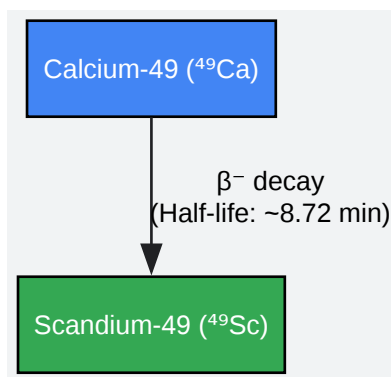 Calcium-49 (⁴⁹Ca)
β⁻ decay
(Half-life: ~8.72 min)
Scandium-49 (⁴⁹Sc)